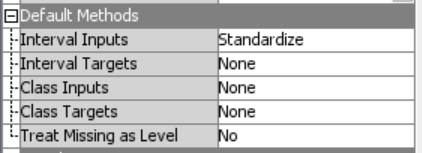 Default Methods
Interval Inputs Standardize
Interval Targets None
Class Inputs None
Class Targets None
Treat Missing as Level No